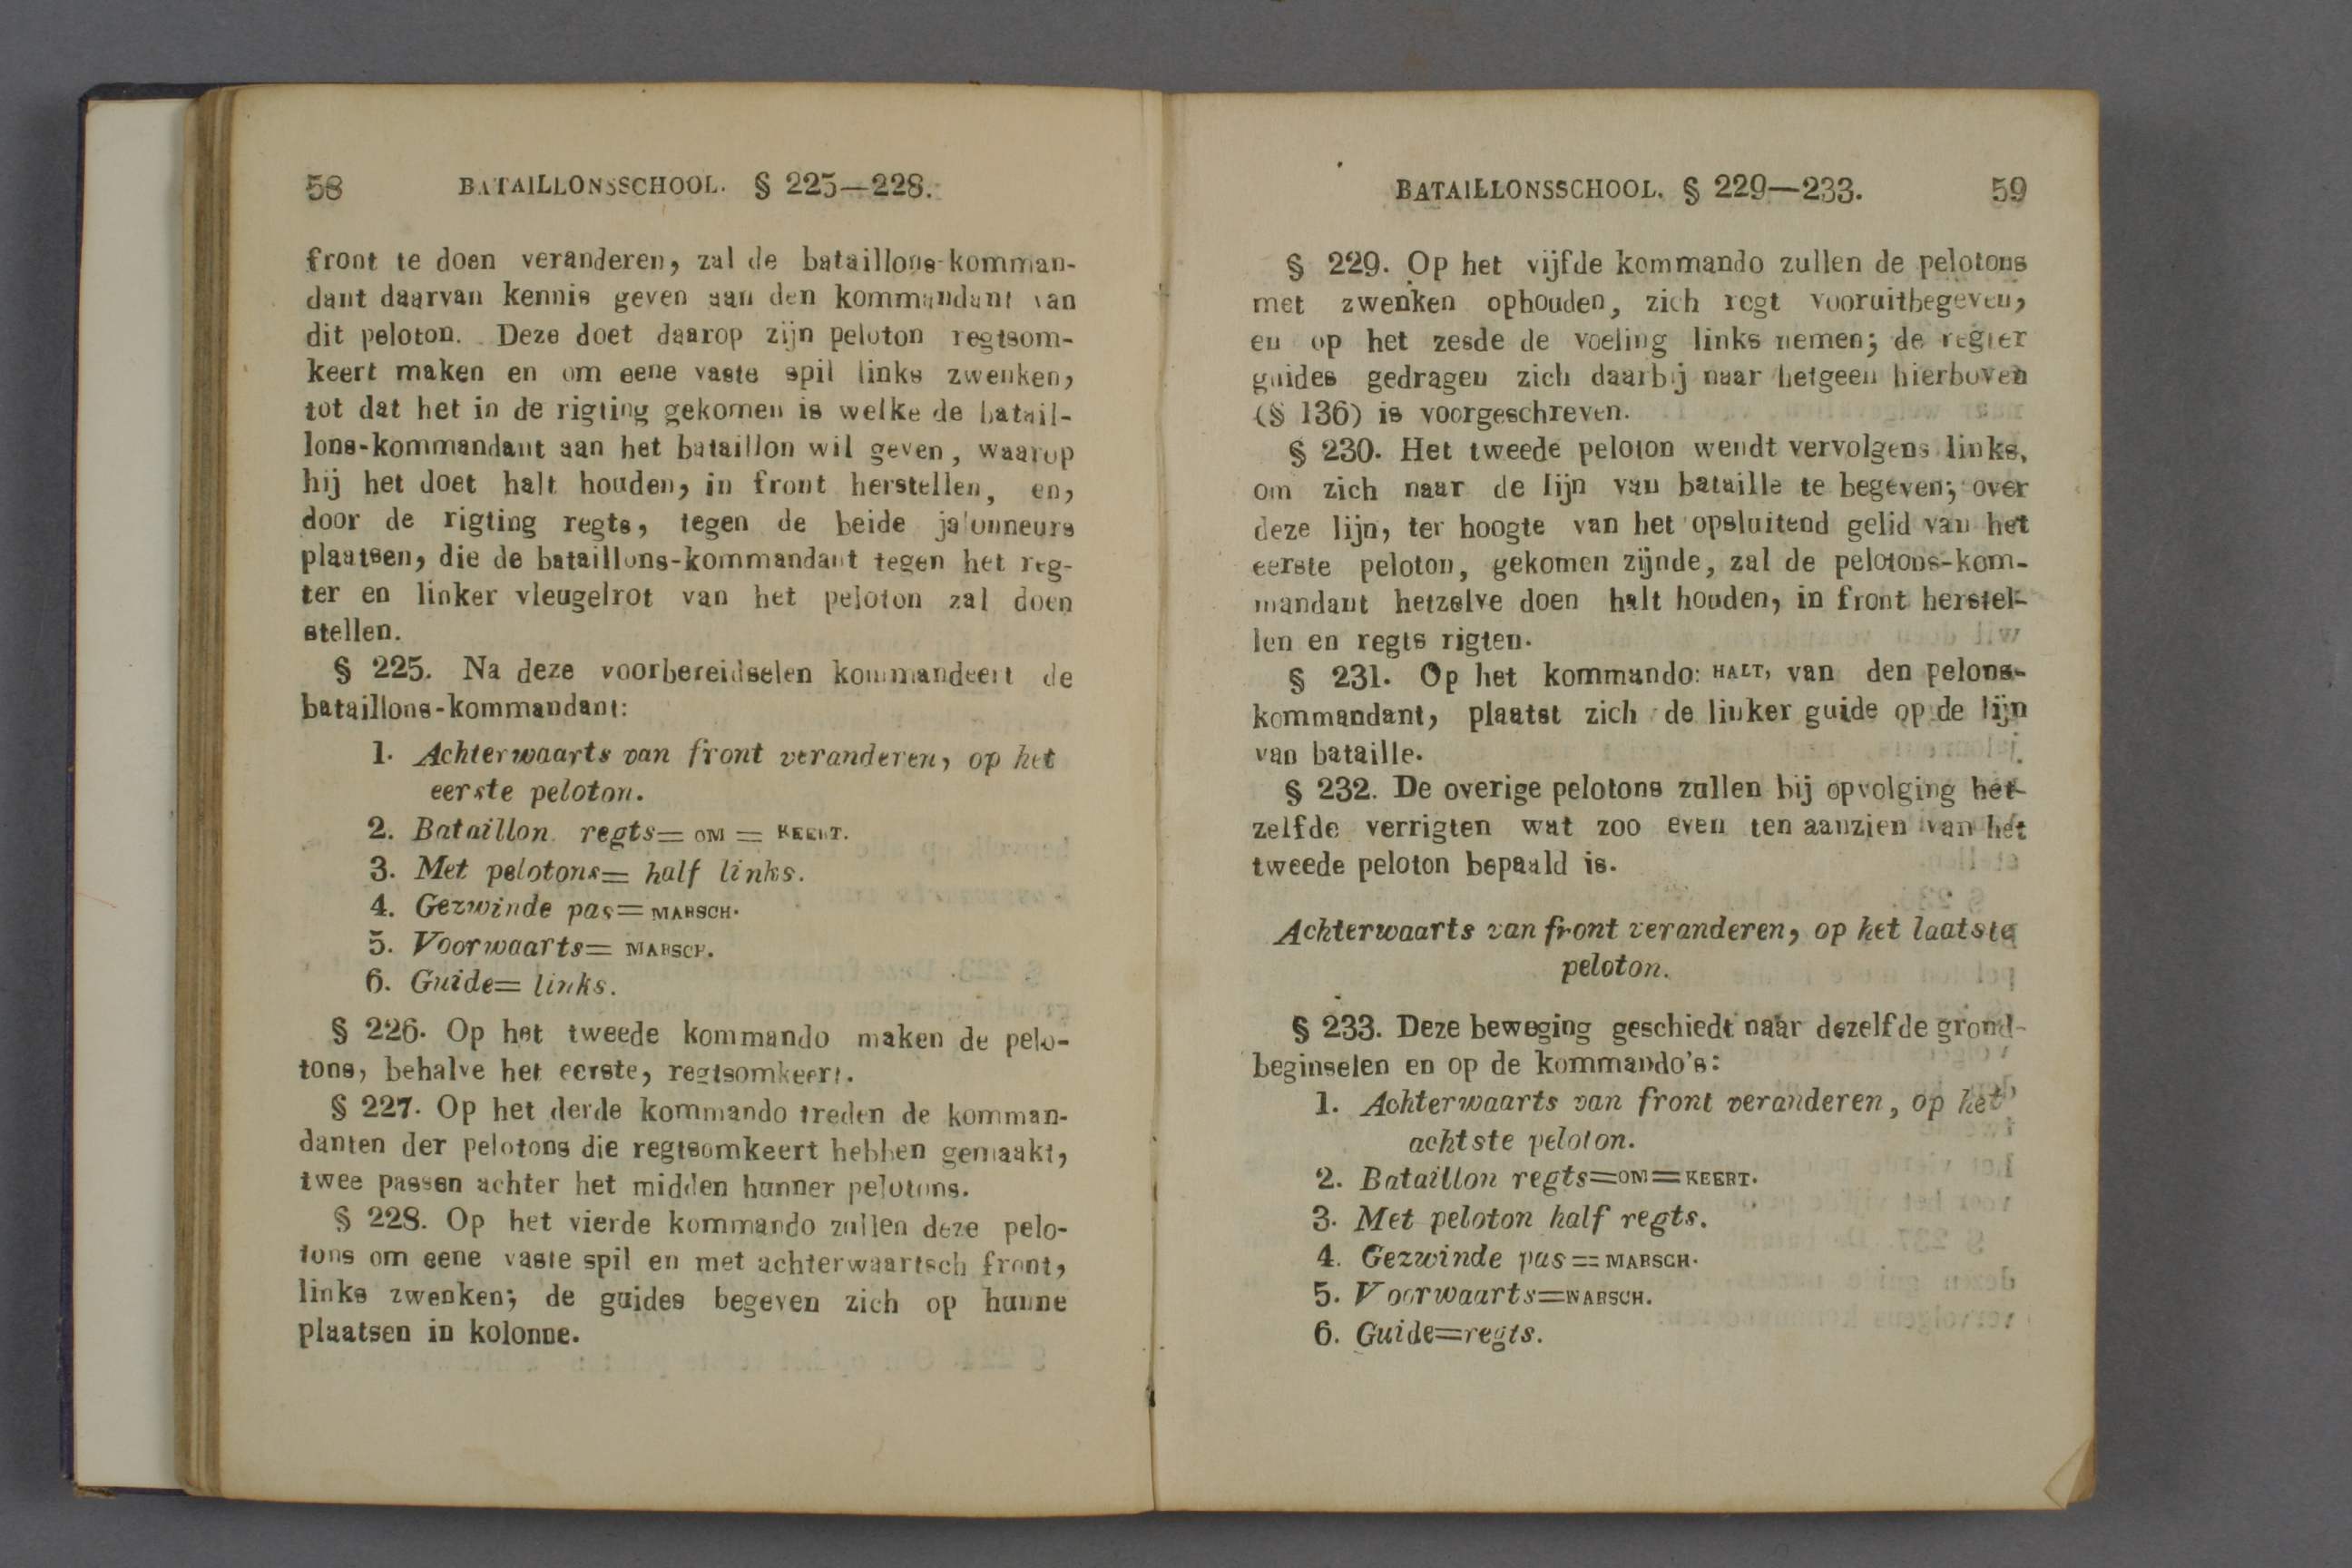 58 BATAILLONSSCHOOL. § 225—228.
front te doen veranderen, zal de bataillons-komman-
dant daarvan kennis geven aan den kommandant van
dit peloton. Deze doet daarop zijn peloton regtsom-
keert maken en om eene vaste spil links zwenken,
tot dat het in de rigting gekomen is welke de batail-
lons-kommandant aan het bataillon wil geven, waarop
hij het doet halt houden, in front herstellen, en,
door de rigting regts, tegen de beide jalonneurs
plaatsen, die de bataillons-kommandant tegen het reg-
ter en linker vleugelrot van het peloton zal doen
stellen.
§ 225. Na deze voorbereidselen kommandeert de
bataillons-kommandant:
1. Achterwaarts van front veranderen, op het
eerste peloton.
2. Bataillon regts= OM = KEERT.
3. Met pelotons= half links.
4. Gezwinde pas= MARSCH.
5. Voorwaarts= MARSCH.
6. Guide= links.
§ 226. Op het tweede kommando maken de pelo-
tons, behalve het eerste, regtsomkeert.
§ 227. Op het derde kommando treden de komman-
danten der pelotons die regtsomkeert hebben gemaakt,
twee passen achter het midden hunner pelotons.
§ 228. Op het vierde kommando zullen deze pelo-
tons om eene vaste spil en met achterwaartsch front,
links zwenken; de guides begeven zich op hunne
plaatsen in kolonne.
BATAILLONSSCHOOL. § 229—233. 59
§ 229. Op het vijfde kommando zullen de pelotons
met zwenken ophouden, zich regt vooruitbegeven,
en op het zesde de voeling links nemen; de regter
guides gedragen zich daarbij naar hetgeen hierboven
(§ 136) is voorgeschreven.
§ 230. Het tweede peloton wendt vervolgens links,
om zich naar de lijn van bataille te begeven; over
deze lijn, ter hoogte van het opsluitend gelid van het
eerste peloton, gekomen zijnde, zal de pelotons-kom-
mandant hetzelve doen halt houden, in front herstel-
len en regts rigten.
§ 231. Op het kommando: HALT, van den pelons-
kommandant, plaatst zich de linker guide op de lijn
van bataille.
§ 232. De overige pelotons zullen bij opvolging het-
zelfde verrigten wat zoo even ten aanzien van het
tweede peloton bepaald is.
Achterwaarts van front veranderen, op het laatste
peloton.
§ 233. Deze beweging geschiedt naar dezelfde grond-
beginselen en op de kommando's:
1. Achterwaarts van front veranderen, op het
achtste peloton.
2. Bataillon regts=OM=KEERT.
3. Met peloton half regts.
4. Gezwinde pas=MARSCH.
5. Voorwaarts=MARSCH.
6. Guide=regts.